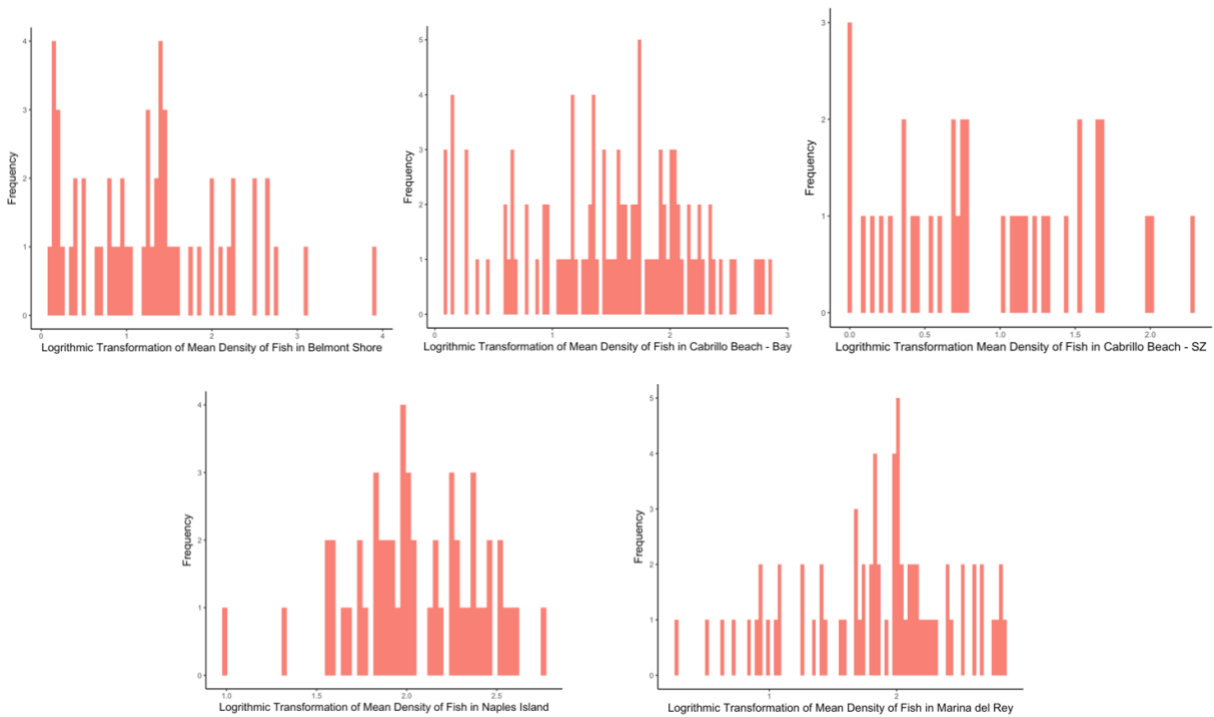 4
3
2
1
0
Frequency
0 1 2 3 4
Logrithmic Transformation of Mean Density of Fish in Belmont Shore
5
4
3
2
1
0
Frequency
0 1 2 3
Logrithmic Transformation of Mean Density of Fish in Cabrillo Beach - Bay
3
2
1
0
Frequency
0.0 0.5 1.0 1.5 2.0
Logrithmic Transformation Mean Density of Fish in Cabrillo Beach - SZ
4
3
2
1
0
Frequency
1.0 1.5 2.0 2.5
Logrithmic Transformation of Mean Density of Fish in Naples Island
5
4
3
2
1
0
Frequency
1 2
Logrithmic Transformation of Mean Density of Fish in Marina del Rey